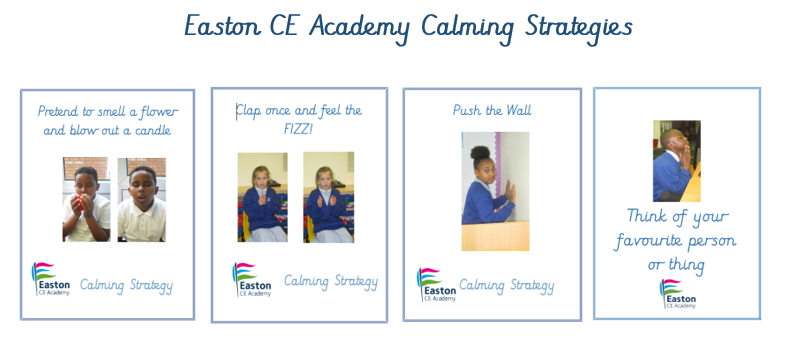 Easton CE Academy Calming Strategies
Pretend to smell a flower
and blow out a candle
Easton
CE Academy
Calming Strategy
Clap once and feel the
FIZZ!
Easton
CE Academy
Calming Strategy
Push the Wall
Easton
CE Academy
Calming Strategy
Think of your
favourite person
or thing
Easton
CE Academy